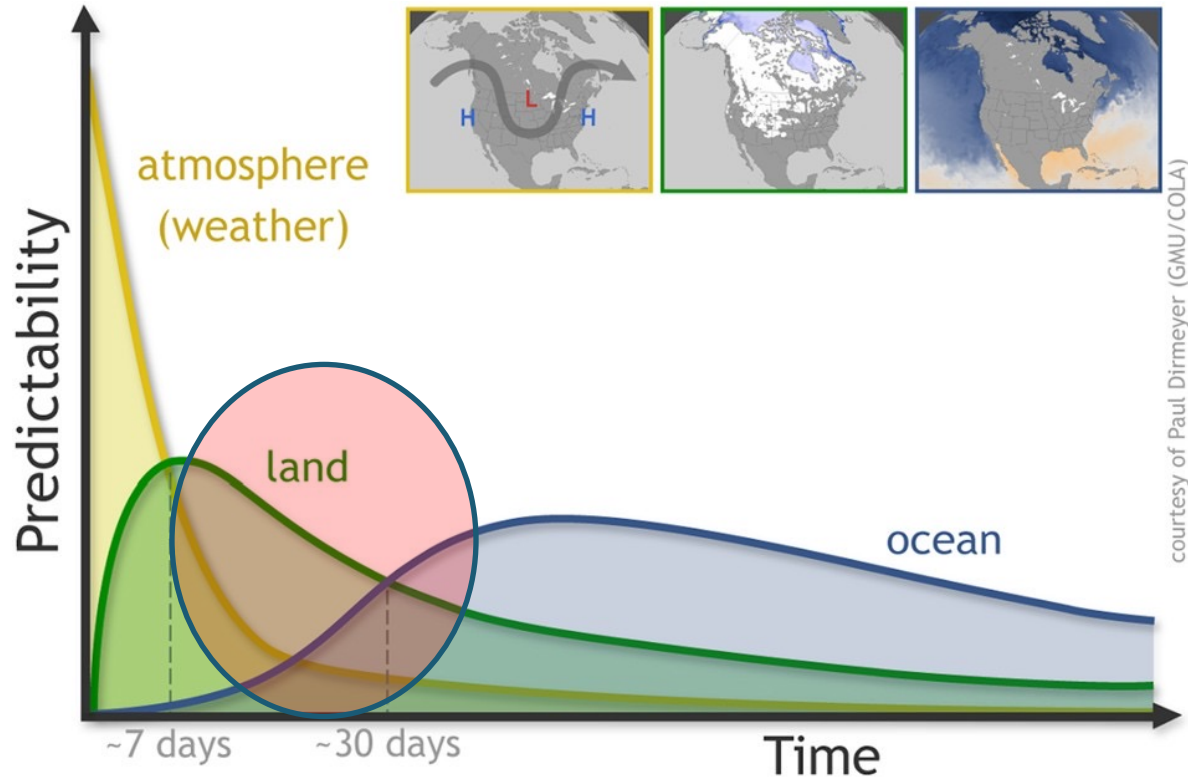 H
L
H
atmosphere
(weather)
Predictability
land
ocean
courtesy of Paul Dirmeyer (GMU/COLA)
~7 days
~30 days
Time